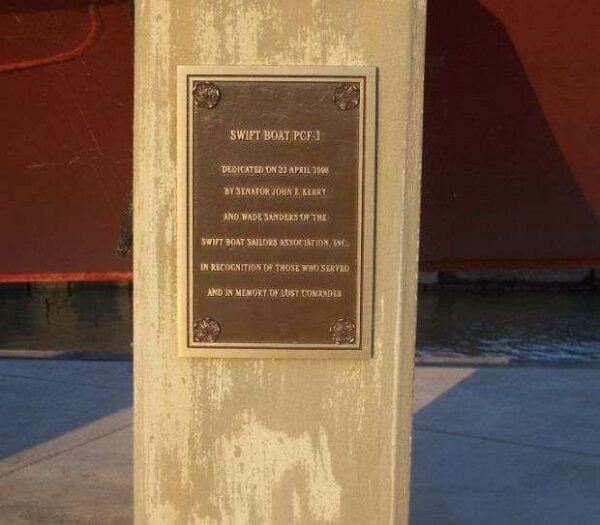 SWIFT BOAT PCF-1
DEDICATED ON 23 APRIL 1998
BY SENATOR JOHN F. KERRY
AND WADE SANDERS OF THE
SWIFT BOAT SAILORS ASSOCIATION, INC.
IN RECOGNITION OF THOSE WHO SERVED
AND IN MEMORY OF LOST COMRADES